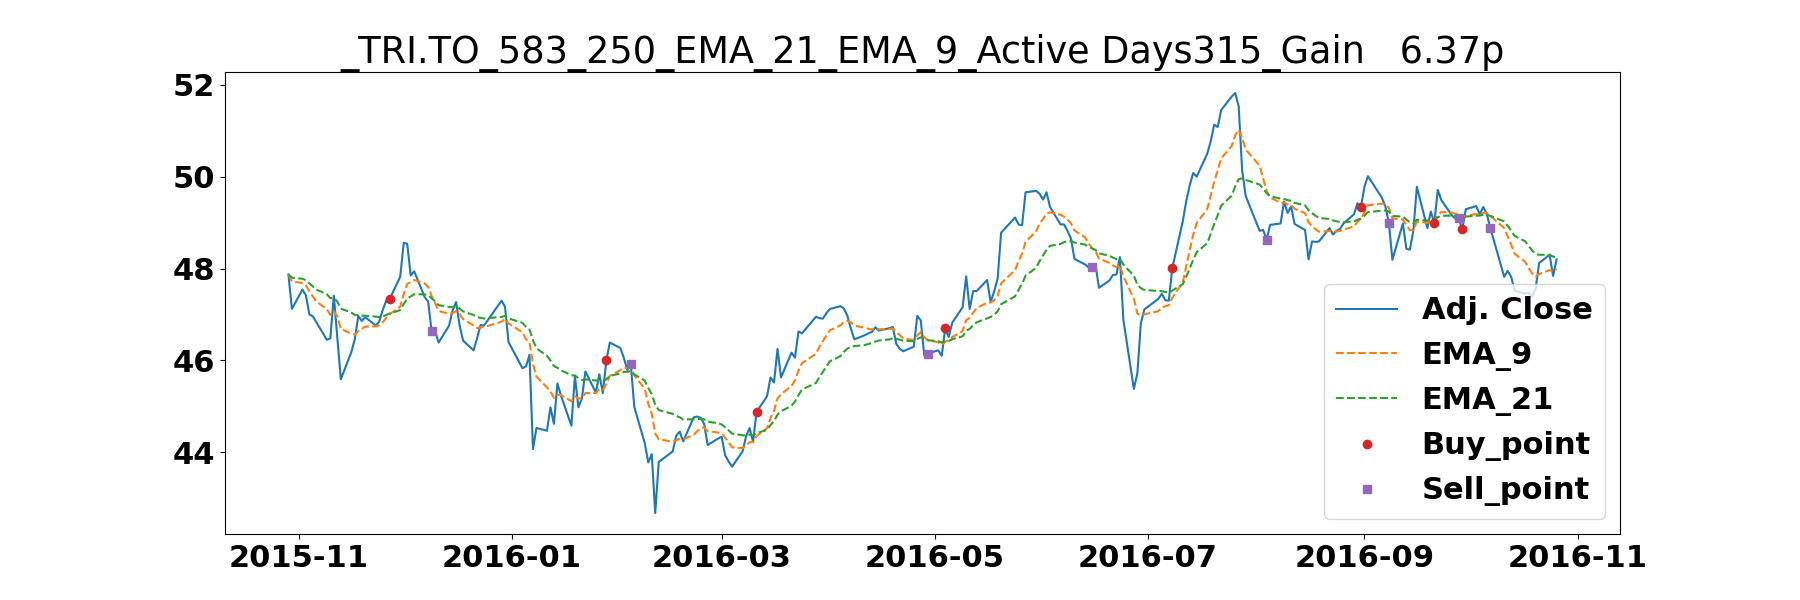 _TRI.TO_583_250_EMA_21_EMA_9_Active Days315_Gain   6.37p
52
50
48
46
44
Adj. Close
EMA_9
EMA_21
Buy_point
Sell_point
2015-11
2016-01
2016-03
2016-05
2016-07
2016-09
2016-11